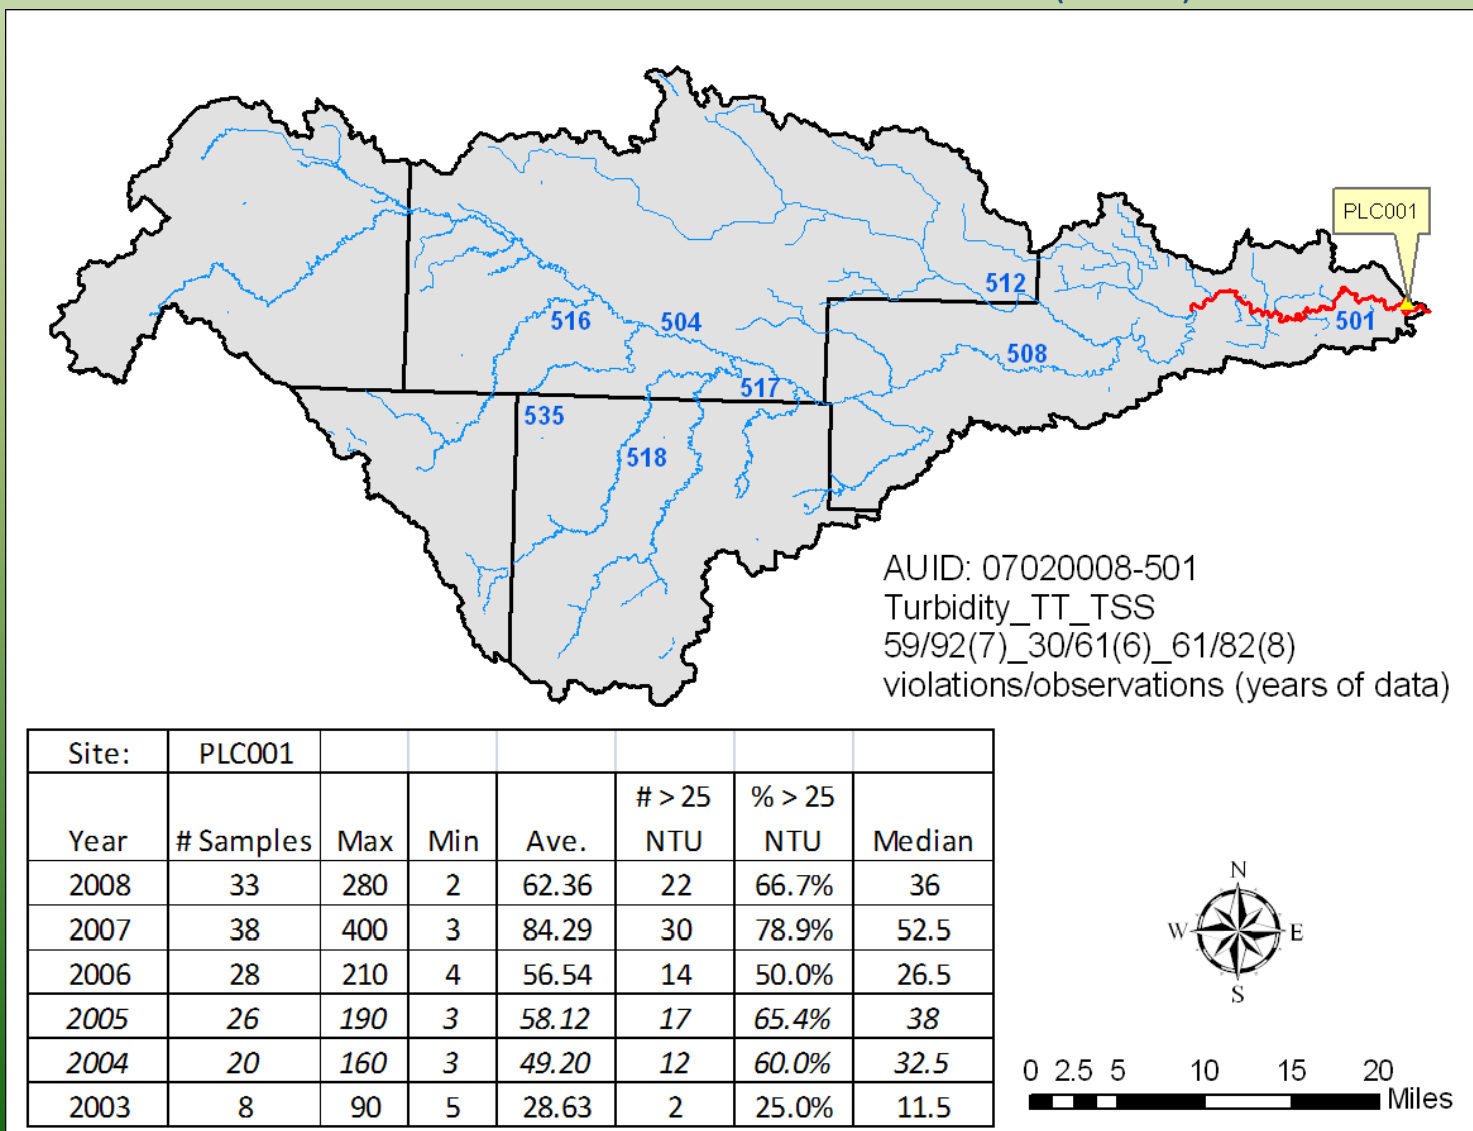 PLC001
512
516
504
501
508
517
535
518
AUID: 07020008-501
Turbidity_TT_TSS
59/92(7)_30/61(6)_61/82(8)
violations/observations (years of data)
Site: PLC001
Year # Samples Max Min Ave. # > 25 NTU % > 25 NTU Median
2008 33 280 2 62.36 22 66.7% 36
2007 38 400 3 84.29 30 78.9% 52.5
2006 28 210 4 56.54 14 50.0% 26.5
2005 26 190 3 58.12 17 65.4% 38
2004 20 160 3 49.20 12 60.0% 32.5
2003 8 90 5 28.63 2 25.0% 11.5
N
W E
S
0 2.5 5 10 15 20
Miles